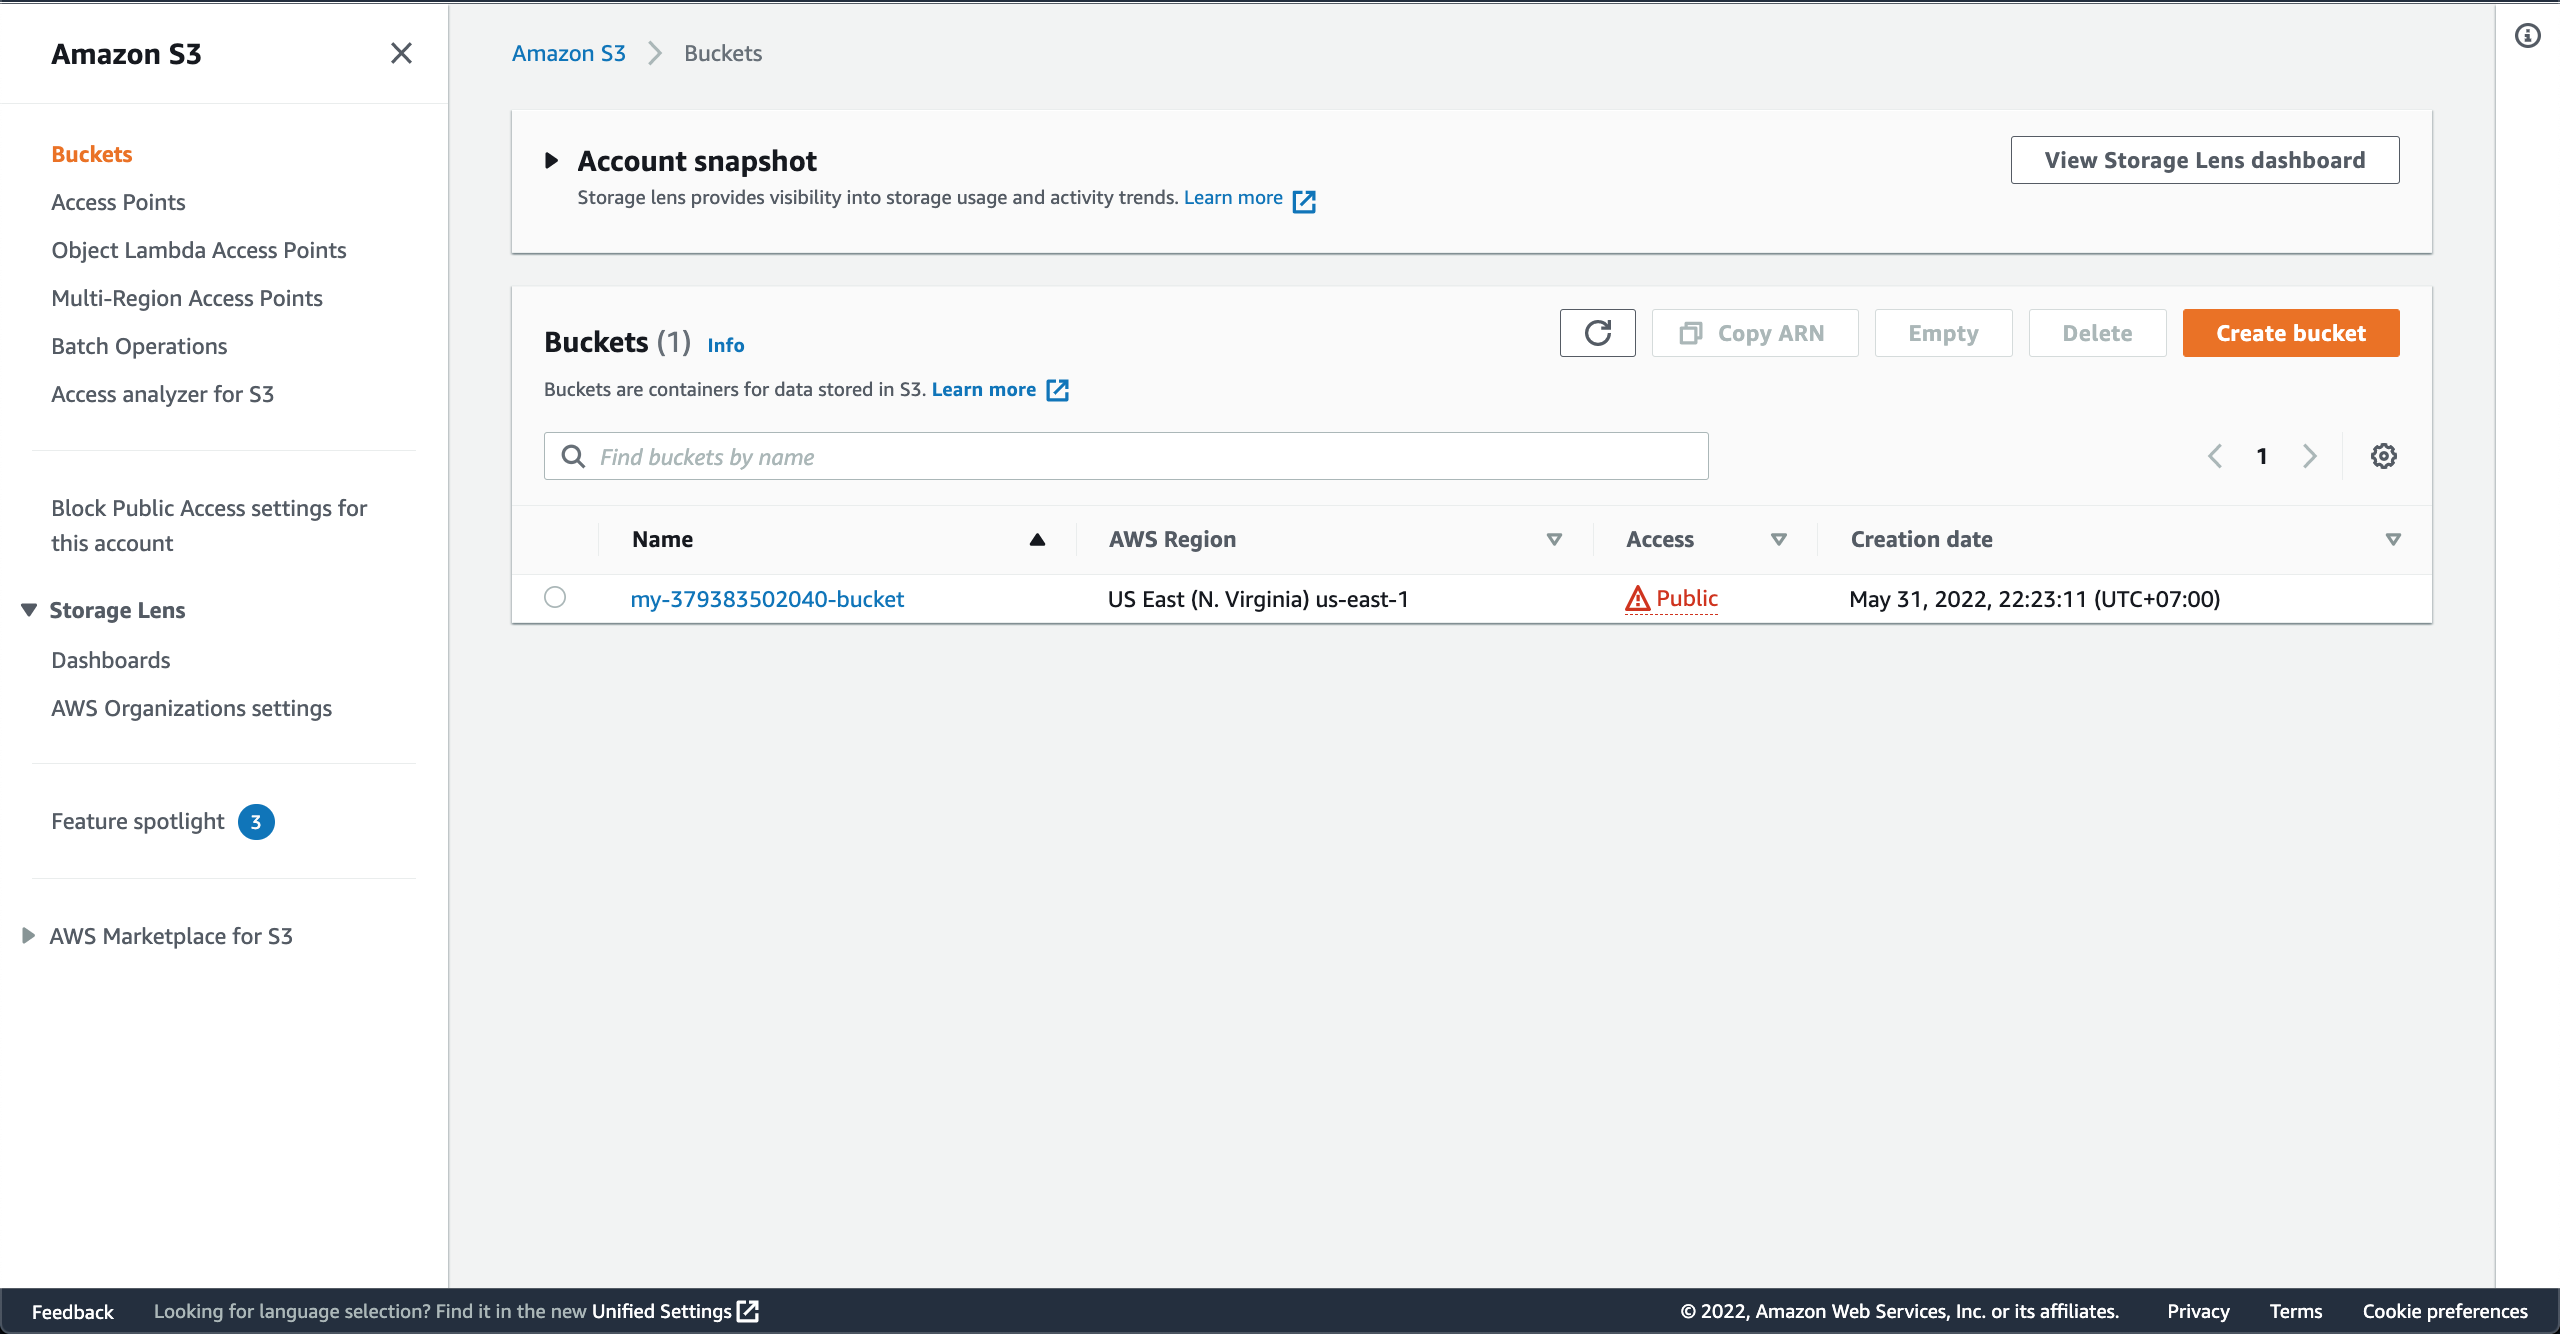 Amazon S3
Buckets
Access Points
Object Lambda Access Points
Multi-Region Access Points
Batch Operations
Access analyzer for S3
Block Public Access settings for
this account
Storage Lens
Dashboards
AWS Organizations settings
Feature spotlight 3
AWS Marketplace for S3
Amazon S3 Buckets
Account snapshot
Storage lens provides visibility into storage usage and activity trends. Learn more
View Storage Lens dashboard
Buckets (1) Info
Copy ARN Empty Delete Create bucket
Buckets are containers for data stored in S3. Learn more
Find buckets by name
1
Name AWS Region Access Creation date
my-379383502040-bucket US East (N. Virginia) us-east-1 Public May 31, 2022, 22:23:11 (UTC+07:00)
Feedback Looking for language selection? Find it in the new Unified Settings © 2022, Amazon Web Services, Inc. or its affiliates. Privacy Terms Cookie preferences